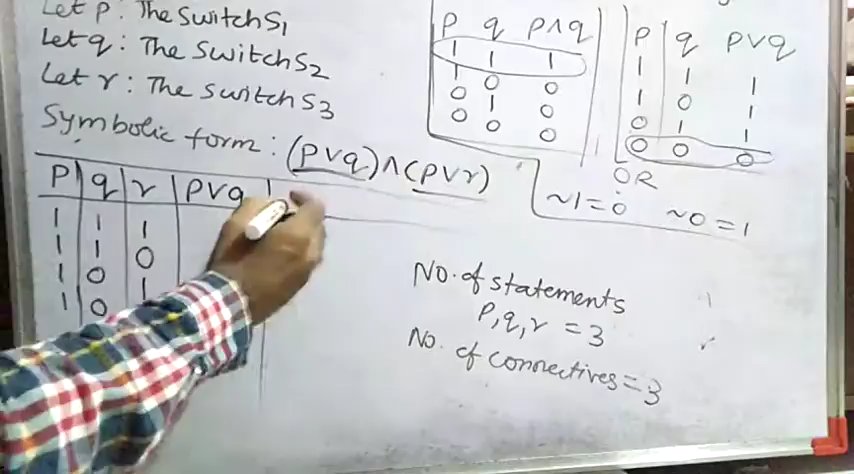 Let p: The Switch S1
Let q: The Switch S2
Let r: The Switch S3
Symbolic form: (p∨q)∧(p∨r)
p q r p∨q
1 1 1
1 1 0
1 0 1
1 0
p q p∧q
1 1 1
1 0 0
0 1 0
0 0 0
p q p∨q
1 1 1
1 0 1
0 1 1
0 0 0
OR
~1=0 ~0=1
No. of statements
p,q,r = 3
No. of connectives = 3